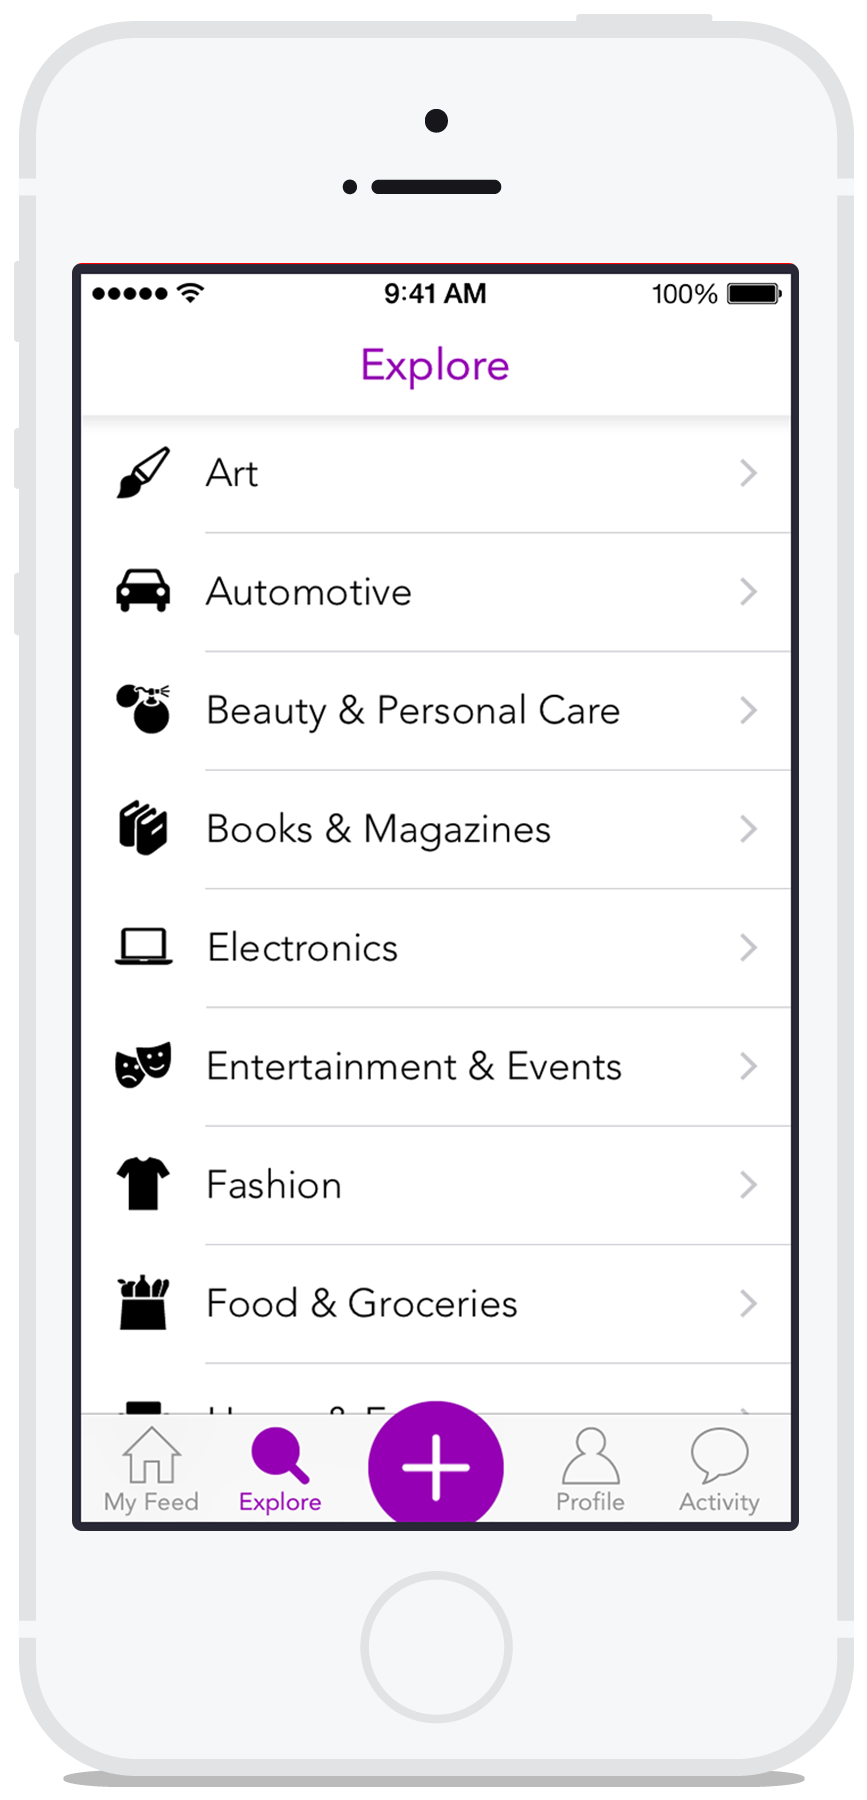 9:41 AM
100%
Explore
Art
Automotive
Beauty & Personal Care
Books & Magazines
Electronics
Entertainment & Events
Fashion
Food & Groceries
My Feed
Explore
Profile
Activity